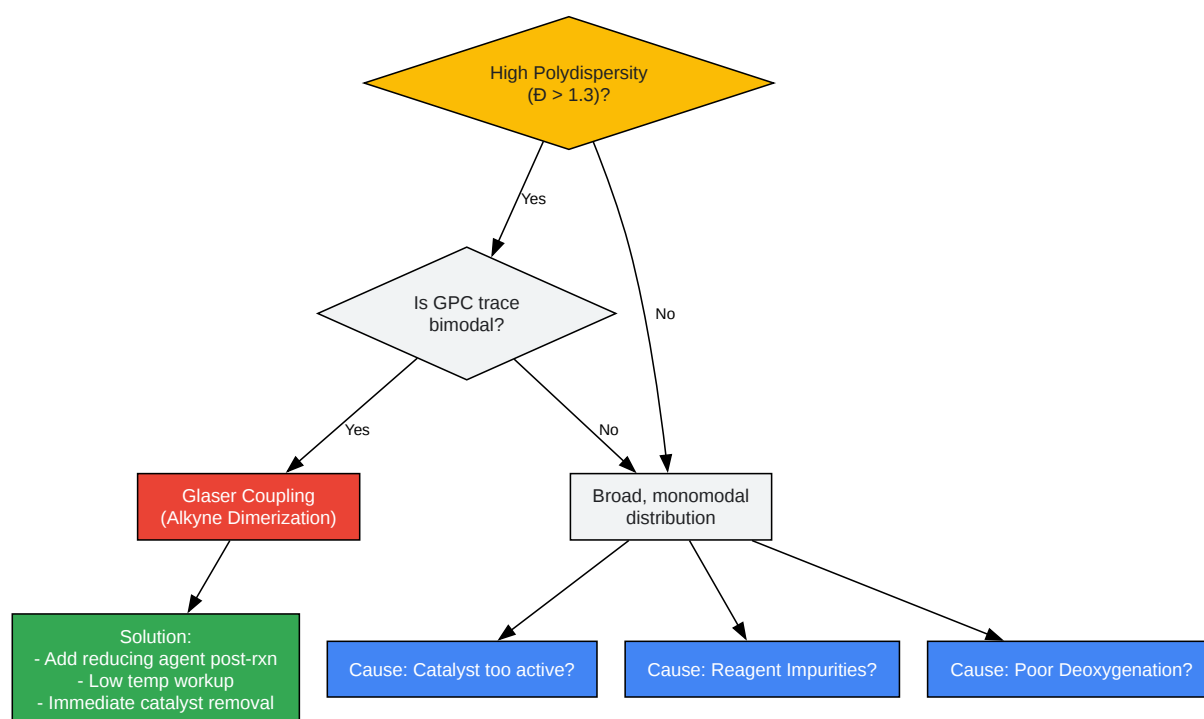 High Polydispersity
(Đ > 1.3)?
Yes
No
Is GPC trace
bimodal?
Yes
No
Glaser Coupling
(Alkyne Dimerization)
Broad, monomodal
distribution
Solution:
- Add reducing agent post-rxn
- Low temp workup
- Immediate catalyst removal
Cause: Catalyst too active?
Cause: Reagent Impurities?
Cause: Poor Deoxygenation?